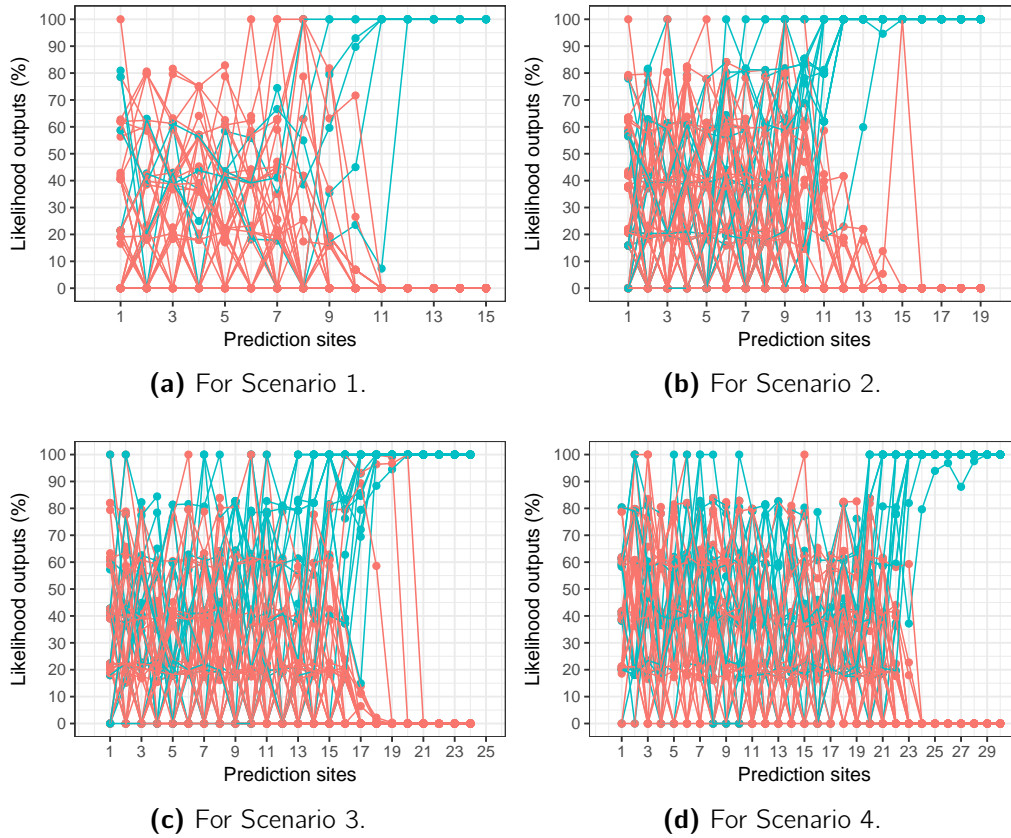 100
90
80
70
60
50
40
30
20
10
0
Likelihood outputs (%)
1 3 5 7 9 11 13 15
Prediction sites
(a) For Scenario 1.
100
90
80
70
60
50
40
30
20
10
0
Likelihood outputs (%)
1 3 5 7 9 11 13 15 17 19
Prediction sites
(b) For Scenario 2.
100
90
80
70
60
50
40
30
20
10
0
Likelihood outputs (%)
1 3 5 7 9 11 13 15 17 19 21 23 25
Prediction sites
(c) For Scenario 3.
100
90
80
70
60
50
40
30
20
10
0
Likelihood outputs (%)
1 3 5 7 9 11 13 15 17 19 21 23 25 27 29
Prediction sites
(d) For Scenario 4.